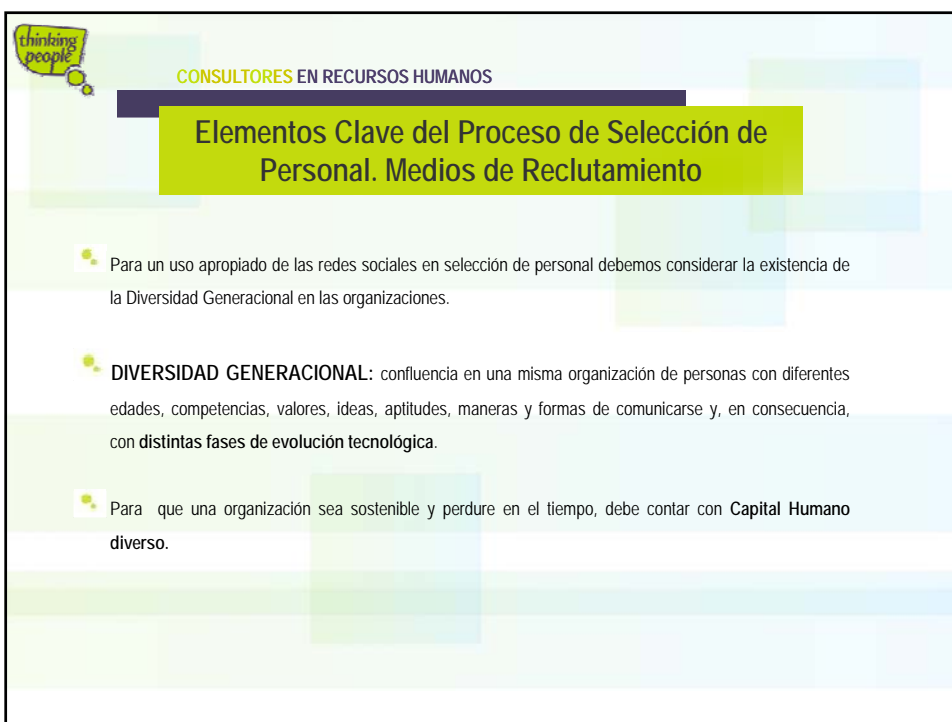 thinking
people
CONSULTORES EN RECURSOS HUMANOS
Elementos Clave del Proceso de Selección de
Personal. Medios de Reclutamiento
Para un uso apropiado de las redes sociales en selección de personal debemos considerar la existencia de
la Diversidad Generacional en las organizaciones.
DIVERSIDAD GENERACIONAL: confluencia en una misma organización de personas con diferentes
edades, competencias, valores, ideas, aptitudes, maneras y formas de comunicarse y, en consecuencia,
con distintas fases de evolución tecnológica.
Para que una organización sea sostenible y perdure en el tiempo, debe contar con Capital Humano
diverso.